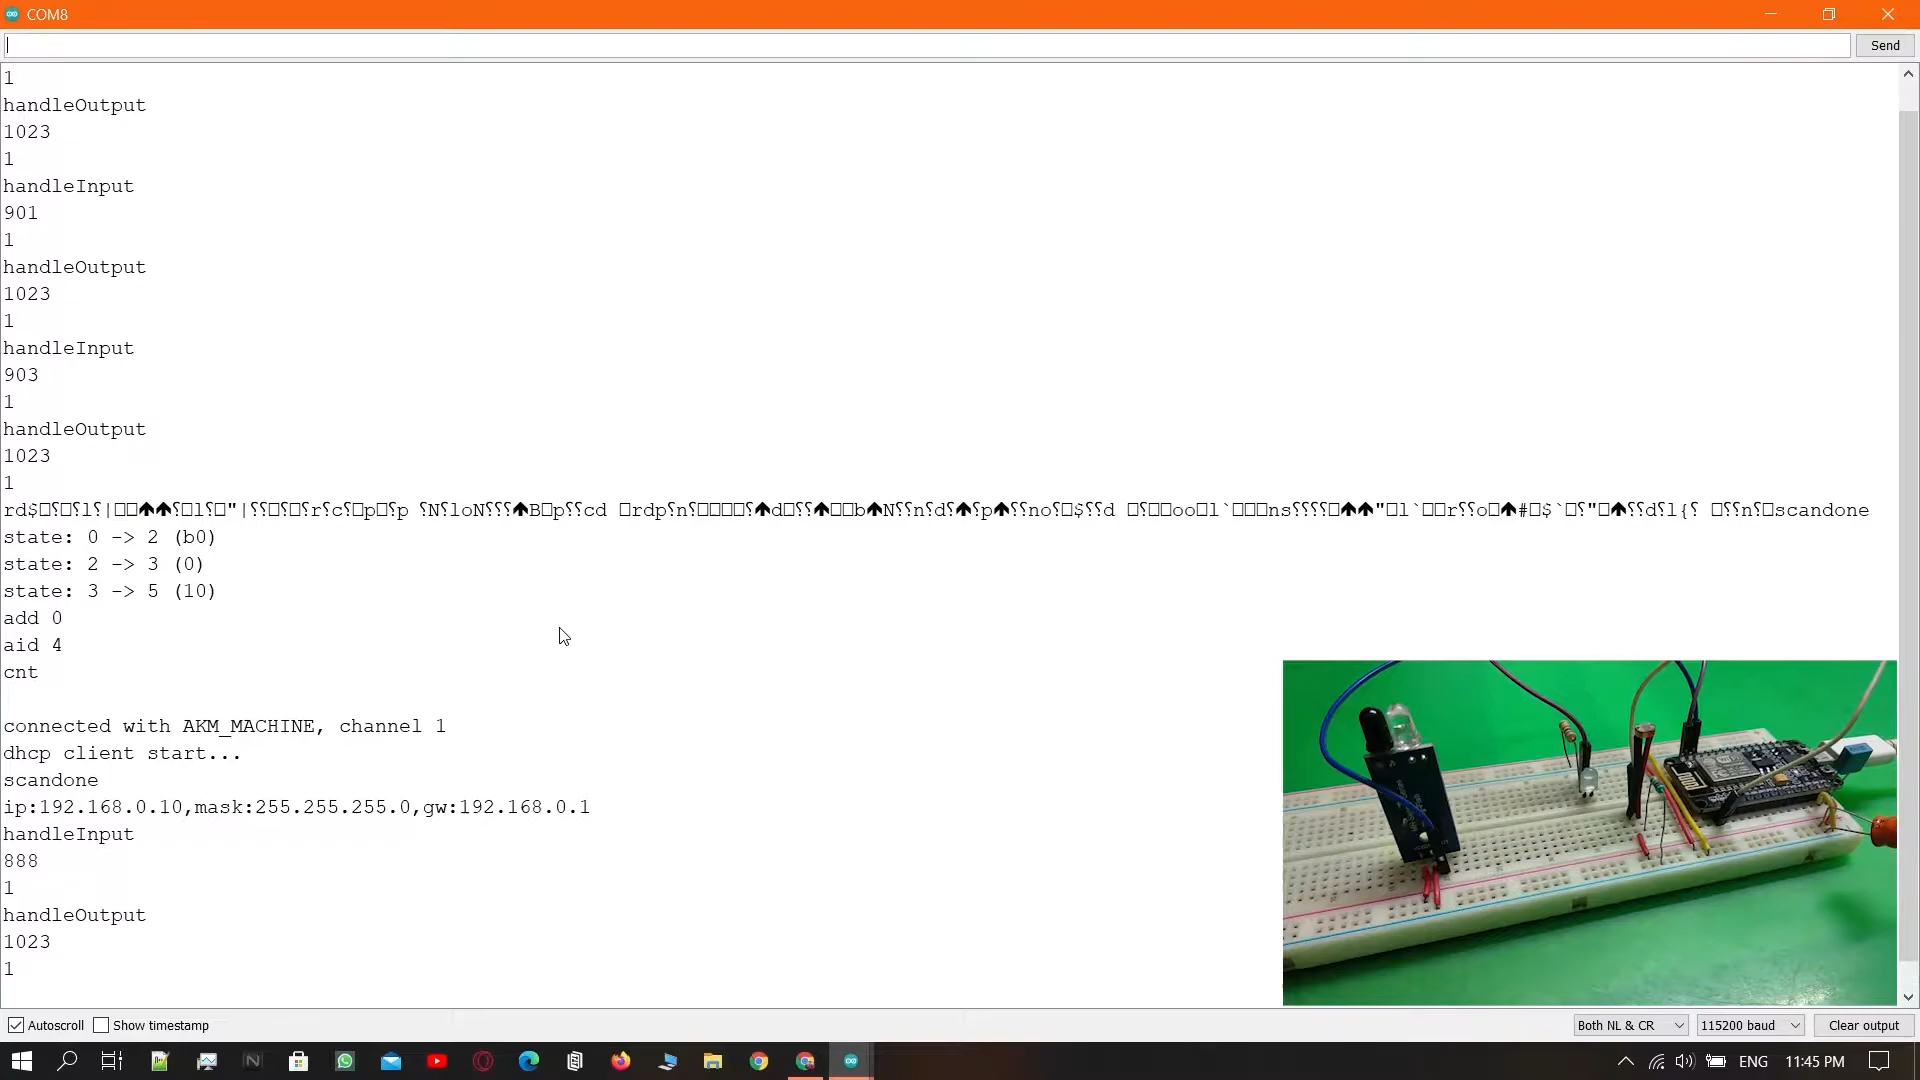 COM8
Send
1
handleOutput
1023
1
handleInput
901
1
handleOutput
1023
1
handleInput
903
1
handleOutput
1023
1
scandone
state: 0 -> 2 (b0)
state: 2 -> 3 (0)
state: 3 -> 5 (10)
add 0
aid 4
cnt
connected with AKM_MACHINE, channel 1
dhcp client start...
scandone
ip:192.168.0.10,mask:255.255.255.0,gw:192.168.0.1
handleInput
888
1
handleOutput
1023
1
Autoscroll Show timestamp Both NL & CR 115200 baud Clear output
ENG 11:45 PM